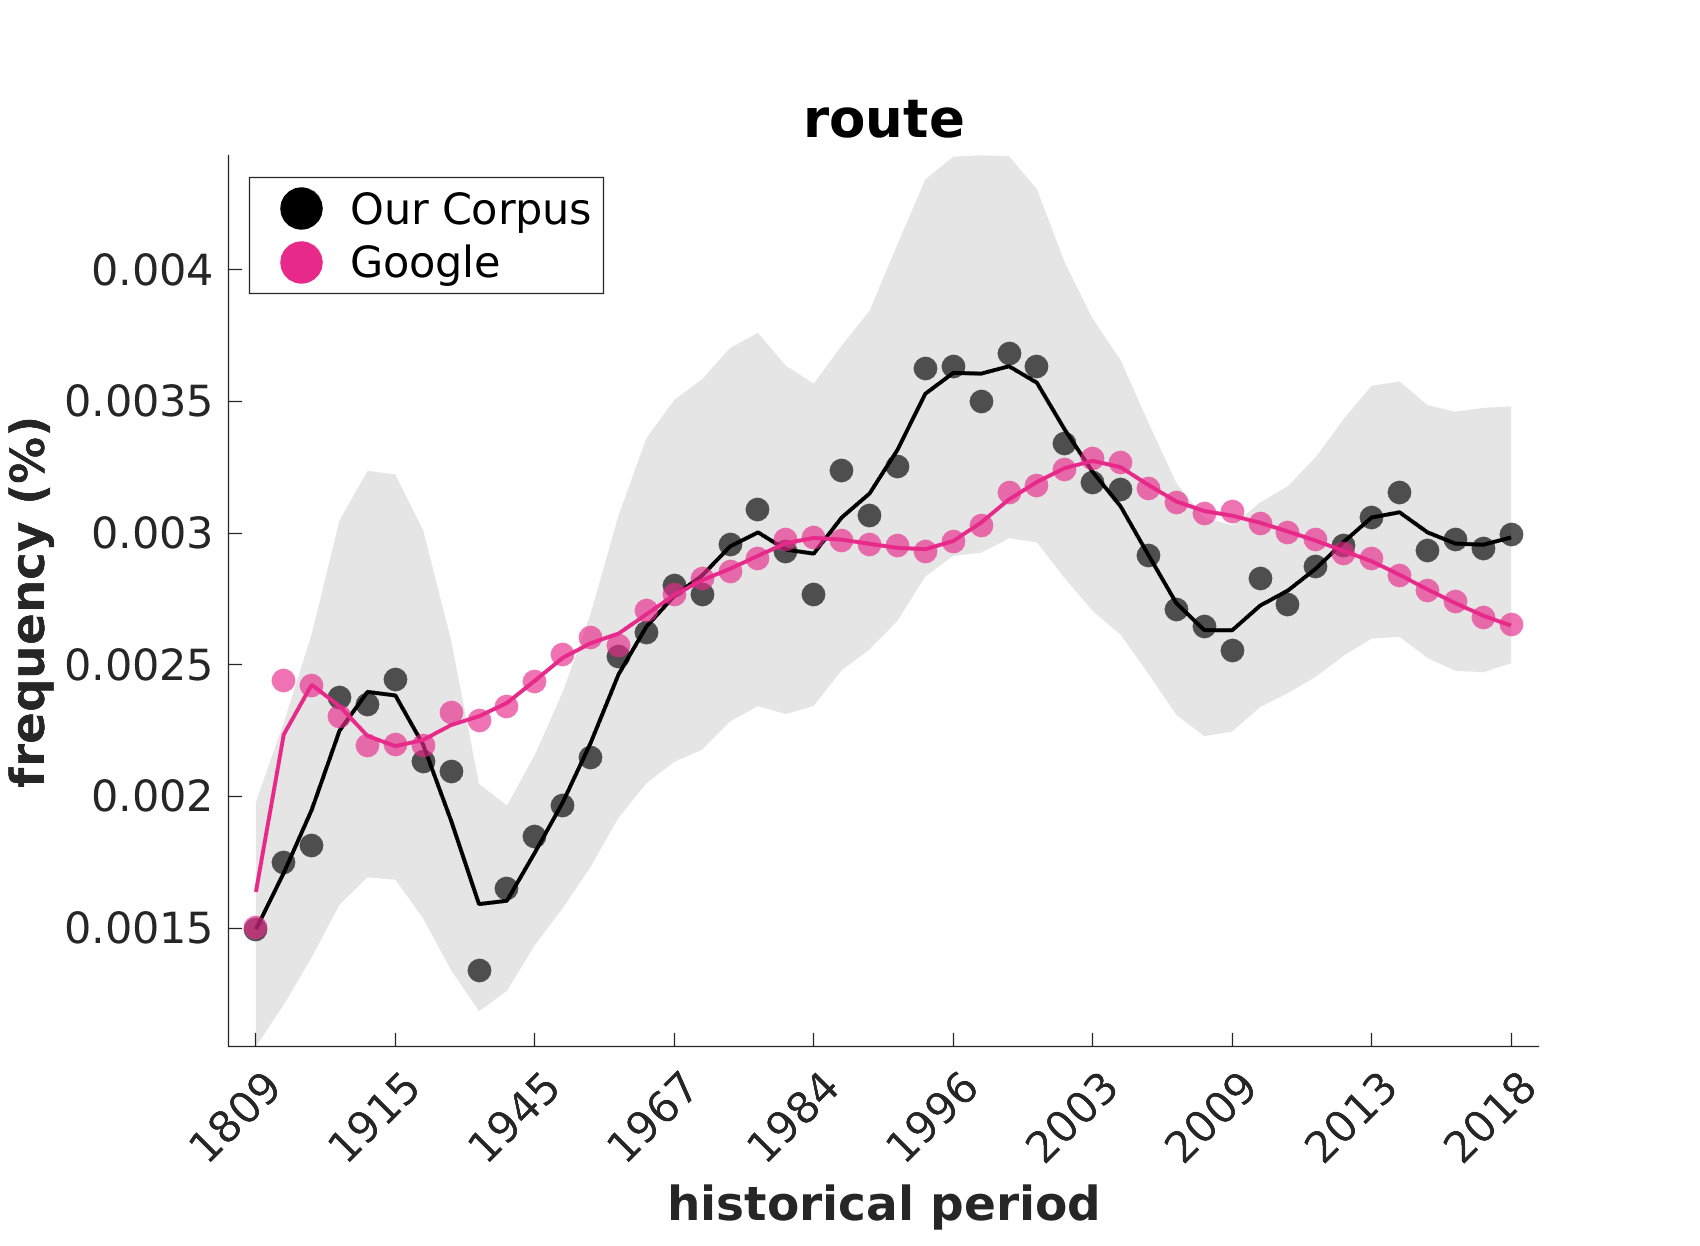 route
Our Corpus
Google
frequency (%)
0.004
0.0035
0.003
0.0025
0.002
0.0015
1809 1915 1945 1967 1984 1996 2003 2009 2013 2018
historical period